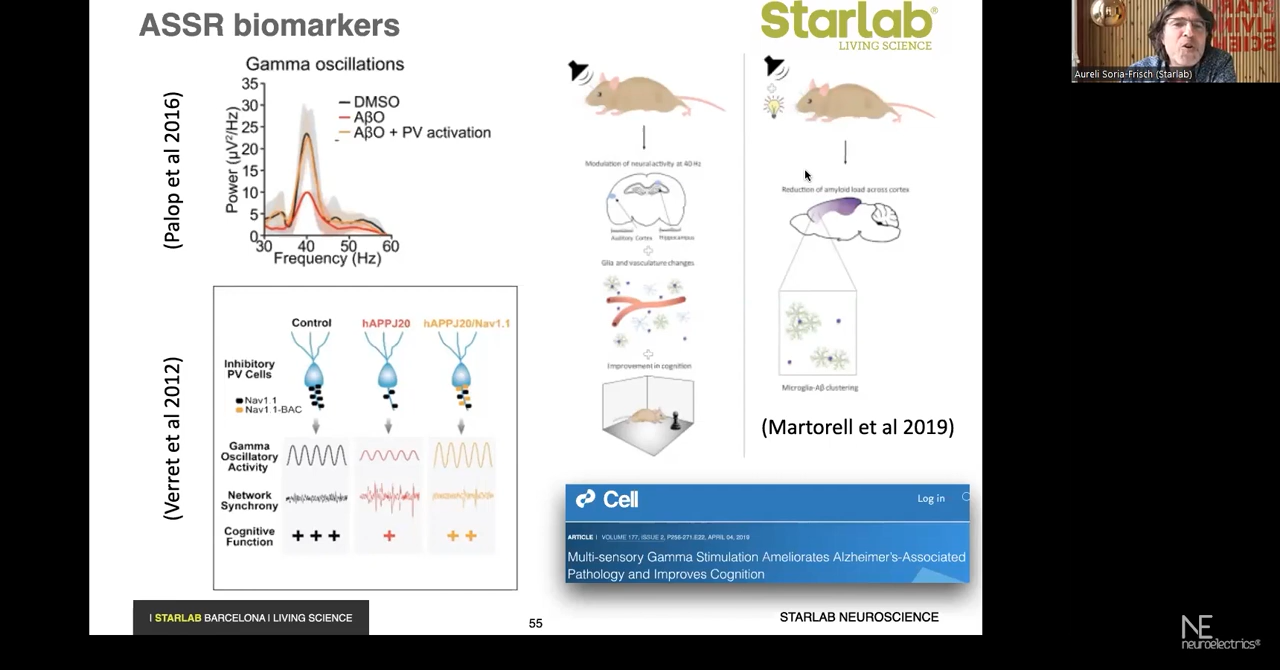 ASSR biomarkers
Starlab®
LIVING SCIENCE
Aureli Soria-Frisch (Starlab)
(Palop et al 2016)
Gamma oscillations
Power (μV²/Hz)
35
30
25
20
15
10
5
0
30 40 50 60
Frequency (Hz)
DMSO
AβO
AβO + PV activation
(Verret et al 2012)
Control hAPPJ20 hAPPJ20/Nav1.1
Inhibitory
PV Cells
Nav1.1
Nav1.1-BAC
Gamma
Oscillatory
Activity
Network
Synchrony
Cognitive
Function
+ + + + + +
Modulation of neural activity at 40 Hz
Auditory Cortex Hippocampus
Glia and vasculature changes
Improvement in cognition
Reduction of amyloid load across cortex
Microglia-Aβ clustering
(Martorell et al 2019)
Cell
Log in
ARTICLE | VOLUME 177, ISSUE 2, P256-271.E22, APRIL 04, 2019
Multi-sensory Gamma Stimulation Ameliorates Alzheimer's-Associated
Pathology and Improves Cognition
| STARLAB BARCELONA | LIVING SCIENCE
55
STARLAB NEUROSCIENCE
NE
neuroelectrics®